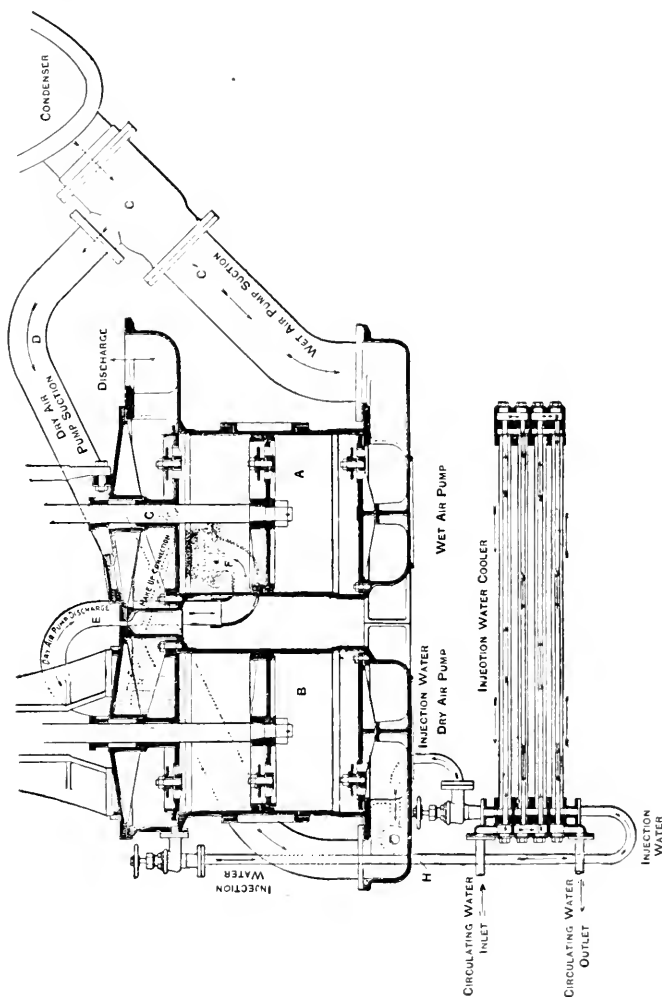 CONDENSER
C
C'
WET AIR PUMP SUCTION
D
DRY AIR
PUMP SUCTION
DISCHARGE
DRY AIR PUMP DISCHARGE
E
MAKE UP CONNECTION
G
F
A
B
WET AIR PUMP
DRY AIR PUMP
INJECTION WATER
INJECTION
WATER
H
INJECTION WATER COOLER
CIRCULATING WATER
INLET
CIRCULATING WATER
OUTLET
INJECTION
WATER